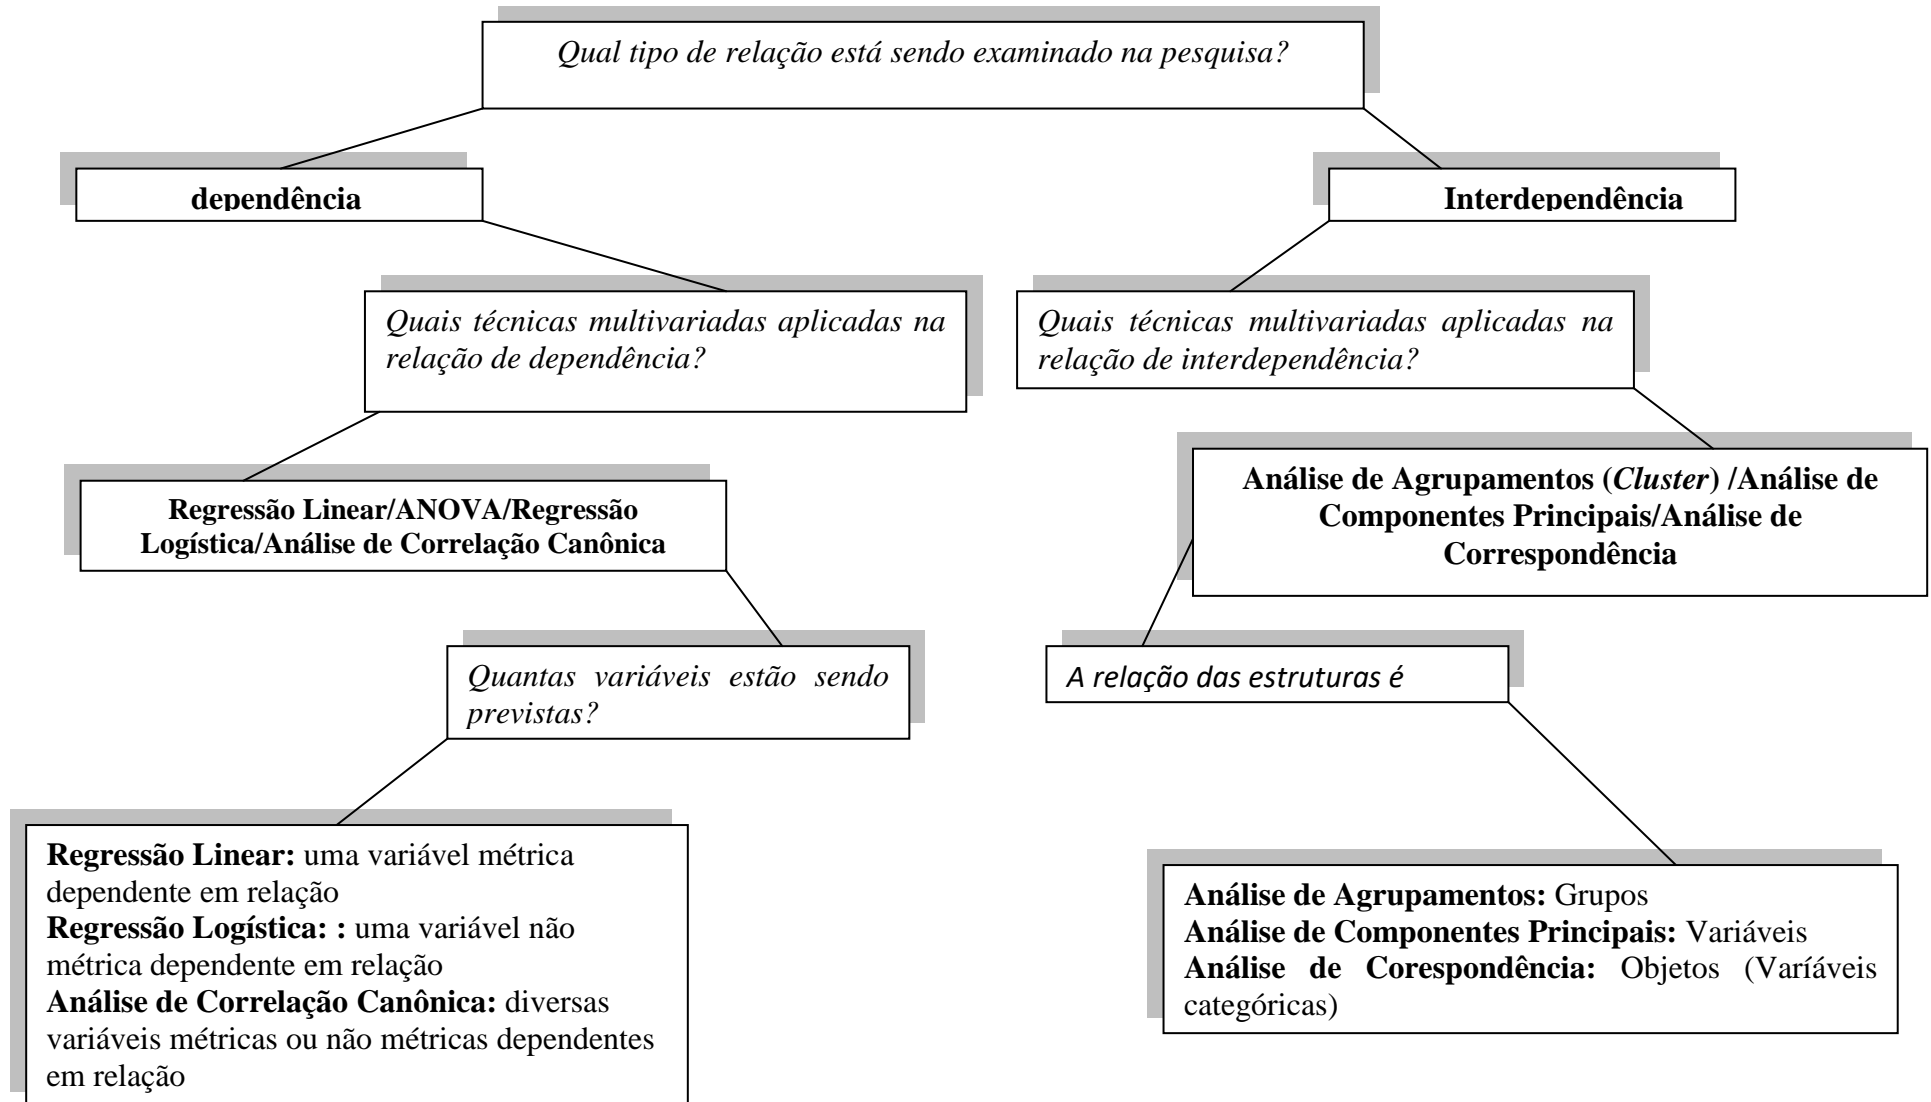 Qual tipo de relação está sendo examinado na pesquisa?
dependência
Interdependência
Quais técnicas multivariadas aplicadas na
relação de dependência?
Quais técnicas multivariadas aplicadas na
relação de interdependência?
Regressão Linear/ANOVA/Regressão
Logística/Análise de Correlação Canônica
Análise de Agrupamentos (Cluster) /Análise de
Componentes Principais/Análise de
Correspondência
Quantas variáveis estão sendo
previstas?
A relação das estruturas é
Regressão Linear: uma variável métrica
dependente em relação
Regressão Logística: : uma variável não
métrica dependente em relação
Análise de Correlação Canônica: diversas
variáveis métricas ou não métricas dependentes
em relação
Análise de Agrupamentos: Grupos
Análise de Componentes Principais: Variáveis
Análise de Corespondência: Objetos (Varíáveis
categóricas)